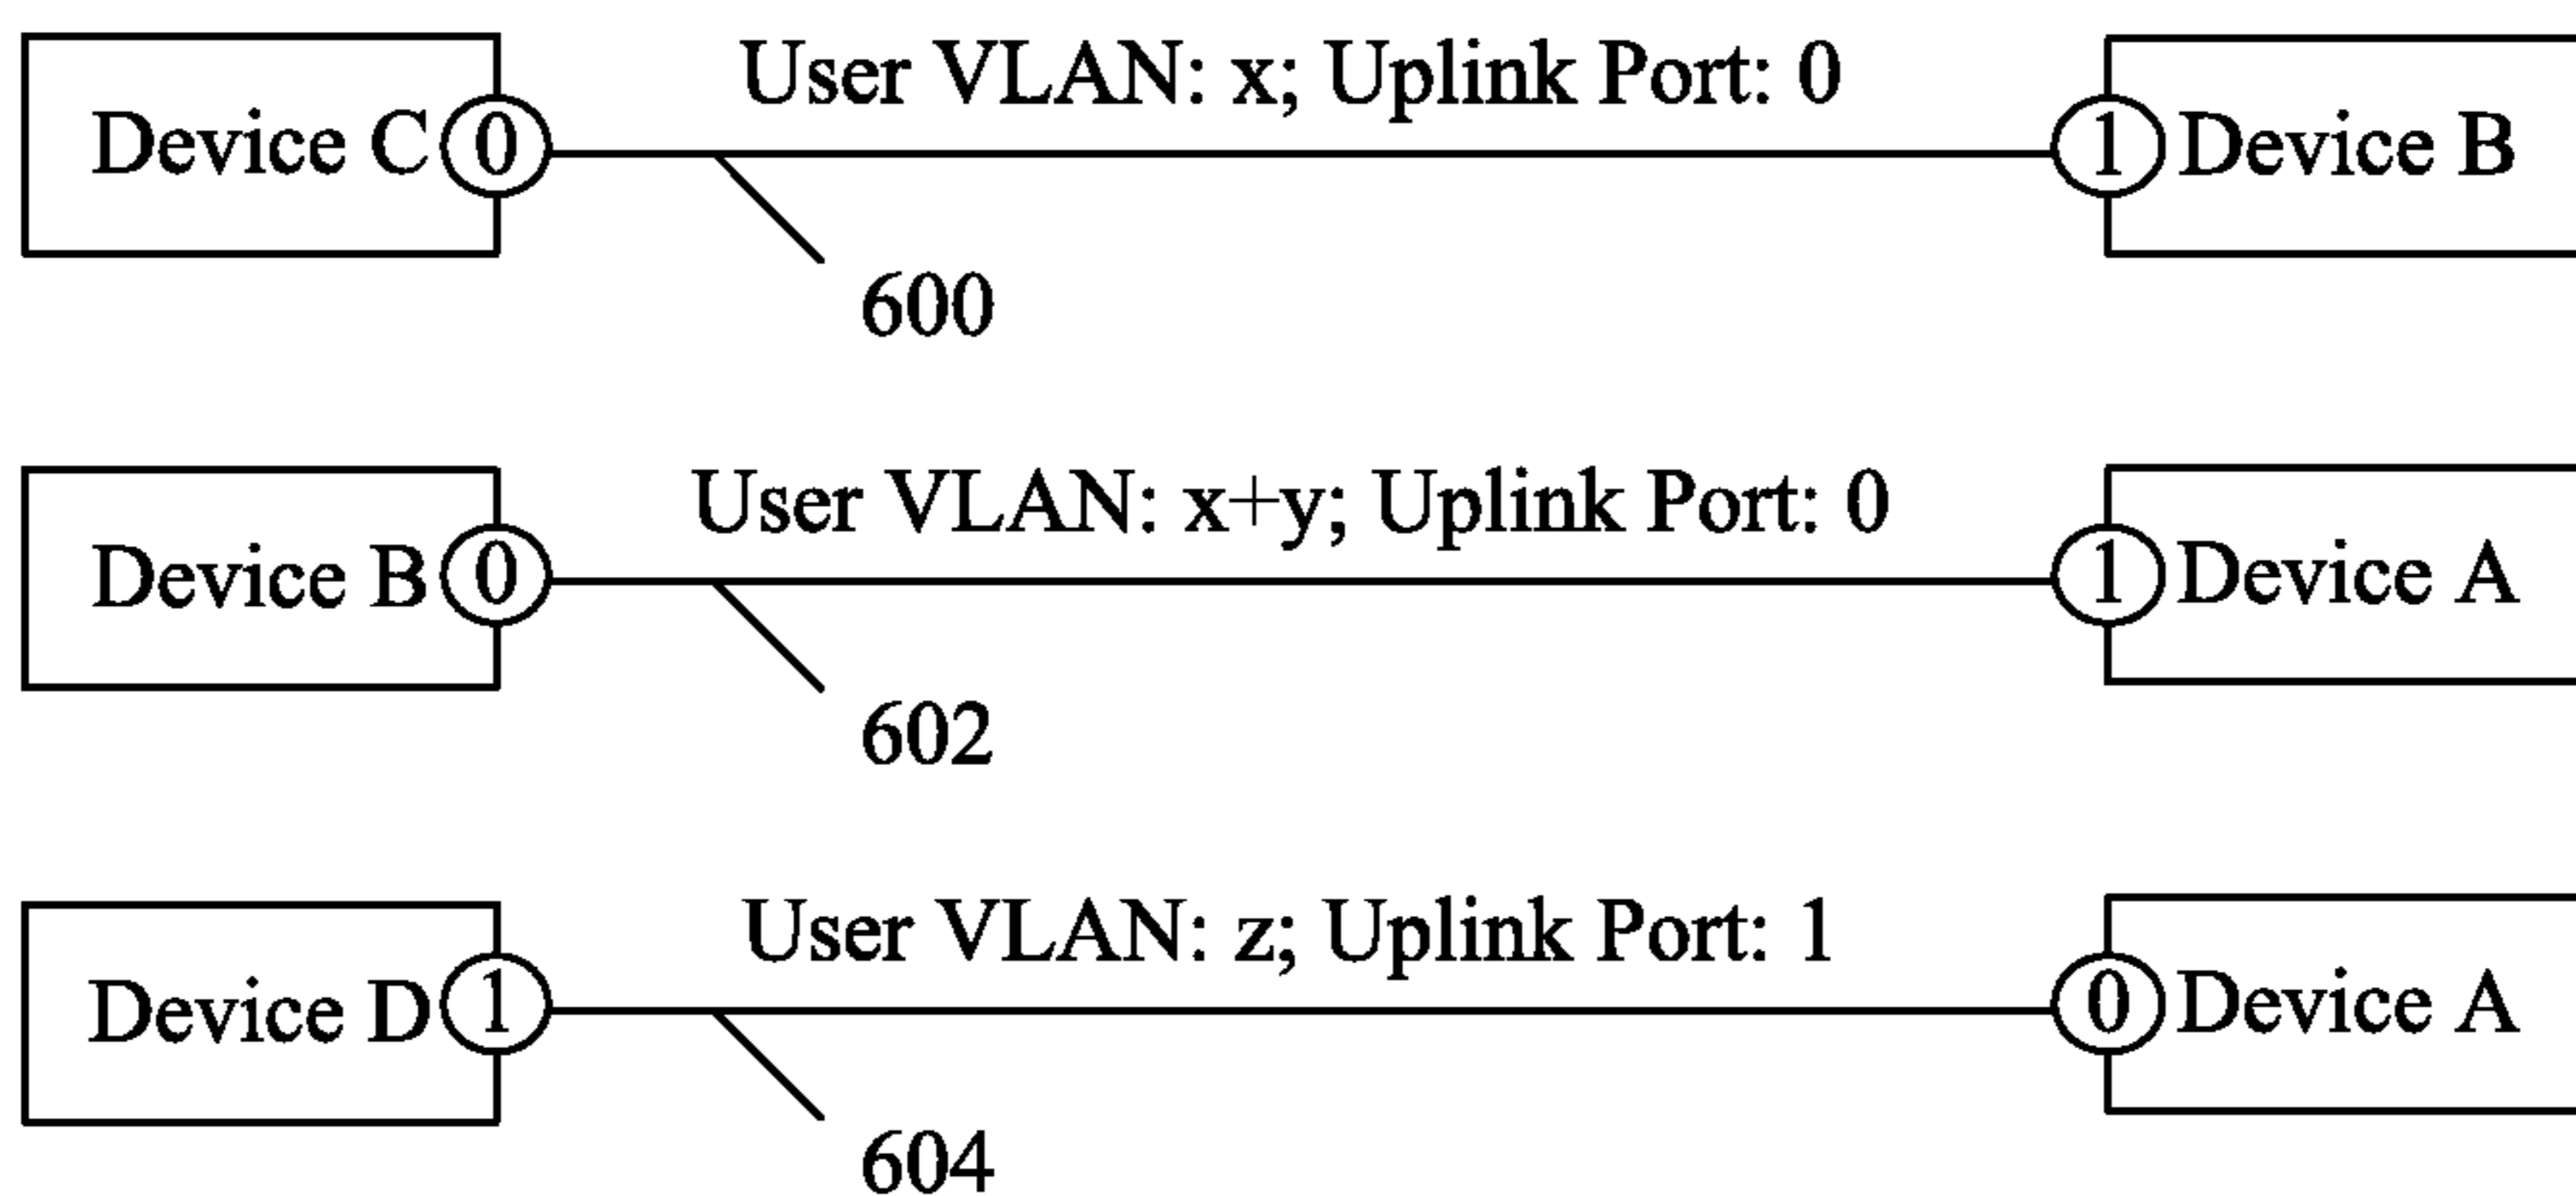 User VLAN: x; Uplink Port: 0
Device C 0 1 Device B
600
User VLAN: x+y; Uplink Port: 0
Device B 0 1 Device A
602
User VLAN: z; Uplink Port: 1
Device D 1 0 Device A
604